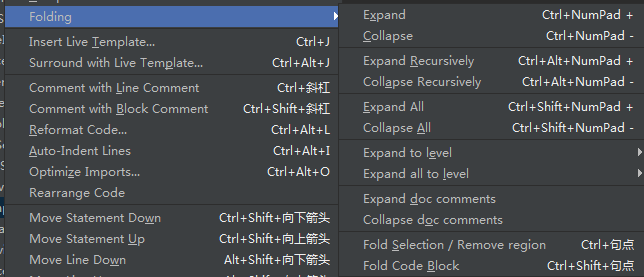 Folding
Insert Live Template... Ctrl+J
Surround with Live Template... Ctrl+Alt+J
Comment with Line Comment Ctrl+斜杠
Comment with Block Comment Ctrl+Shift+斜杠
Reformat Code... Ctrl+Alt+L
Auto-Indent Lines Ctrl+Alt+I
Optimize Imports... Ctrl+Alt+O
Rearrange Code
Move Statement Down Ctrl+Shift+向下箭头
Move Statement Up Ctrl+Shift+向上箭头
Move Line Down Alt+Shift+向下箭头
Expand Ctrl+NumPad +
Collapse Ctrl+NumPad -
Expand Recursively Ctrl+Alt+NumPad +
Collapse Recursively Ctrl+Alt+NumPad -
Expand All Ctrl+Shift+NumPad +
Collapse All Ctrl+Shift+NumPad -
Expand to level
Expand all to level
Expand doc comments
Collapse doc comments
Fold Selection / Remove region Ctrl+句点
Fold Code Block Ctrl+Shift+句点